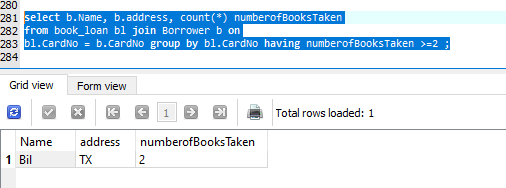 280
281 select b.Name, b.address, count(*) numberofBooksTaken
282 from book_loan bl join Borrower b on
283 bl.CardNo = b.CardNo group by bl.CardNo having numberofBooksTaken >=2 ;
284
Grid view Form view
1 Total rows loaded: 1
Name address numberofBooksTaken
1 Bil TX 2